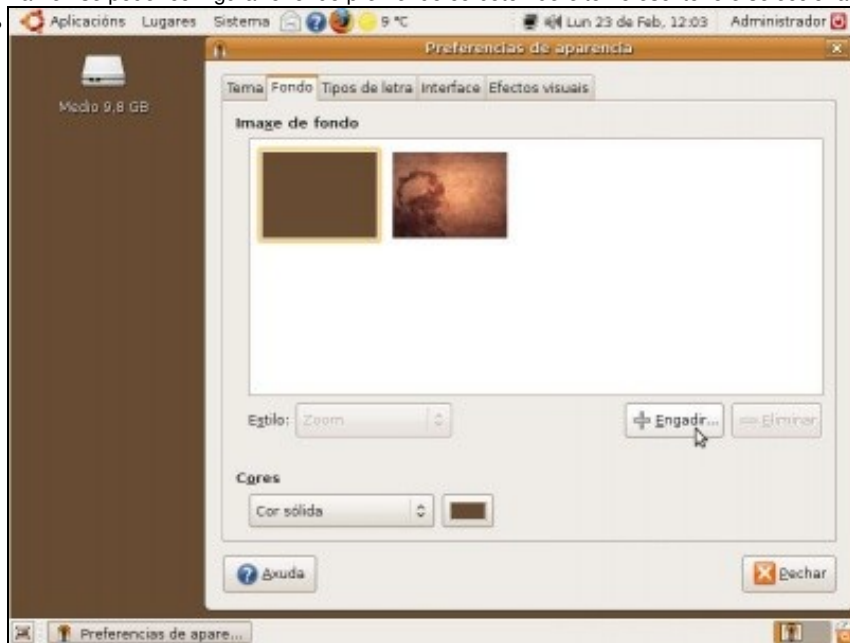 Aplicacións Lugares Sistema 9 °C Lun 23 de Feb, 12:03 Administrador
Preferencias de aparencia
Medio 9,8 GB
Tema Fondo Tipos de letra Interface Efectos visuais
Imaxe de fondo
Estilo: Zoom Engadir... Eliminar
Cores
Cor sólida
Axuda Pechar
Preferencias de apare...